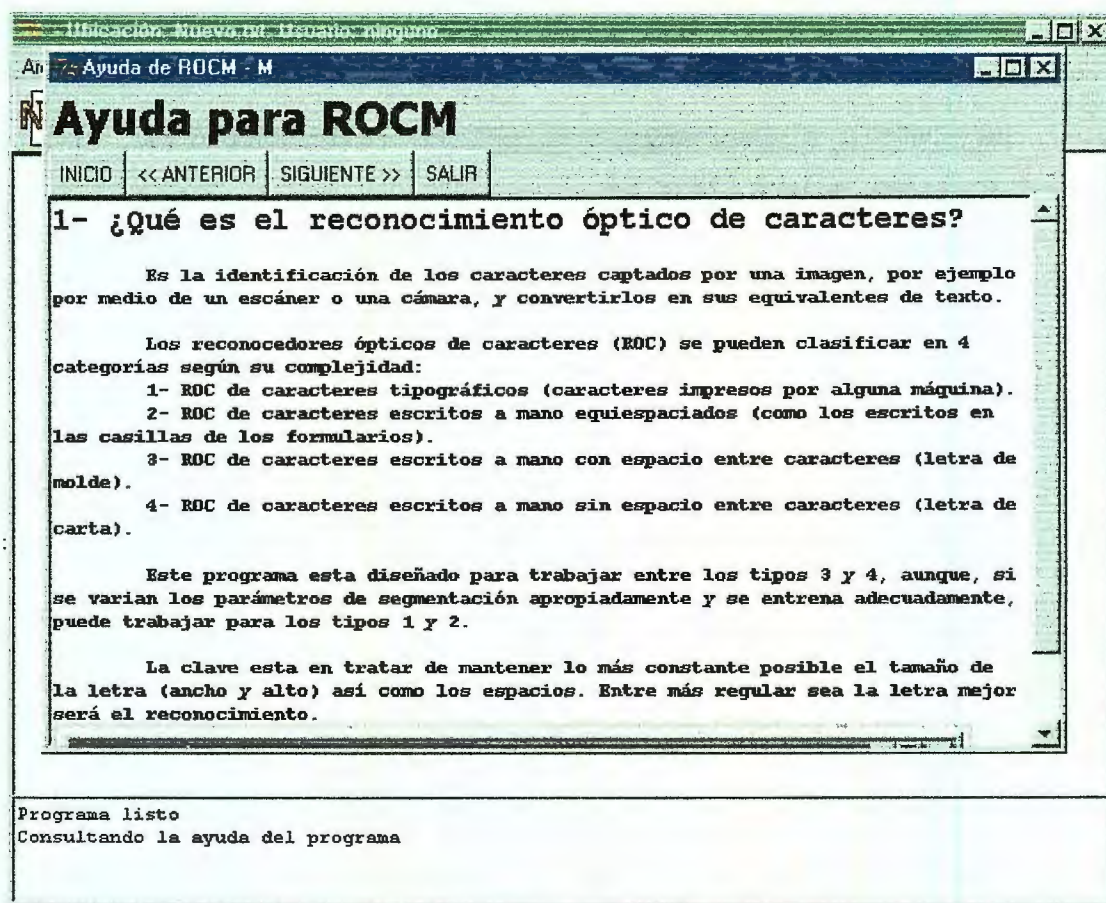 Ubicación: Nuevo.txt Usuario: ninguno
Ayuda de ROCM - M
Ayuda para ROCM
INICIO << ANTERIOR SIGUIENTE >> SALIR
1- ¿Qué es el reconocimiento óptico de caracteres?
Es la identificación de los caracteres captados por una imagen, por ejemplo
por medio de un escáner o una cámara, y convertirlos en sus equivalentes de texto.
Los reconocedores ópticos de caracteres (ROC) se pueden clasificar en 4
categorías según su complejidad:
1- ROC de caracteres tipográficos (caracteres impresos por alguna máquina).
2- ROC de caracteres escritos a mano equiespaciados (como los escritos en
las casillas de los formularios).
3- ROC de caracteres escritos a mano con espacio entre caracteres (letra de
molde).
4- ROC de caracteres escritos a mano sin espacio entre caracteres (letra de
carta).
Este programa esta diseñado para trabajar entre los tipos 3 y 4, aunque, si
se varian los parámetros de segmentación apropiadamente y se entrena adecuadamente,
puede trabajar para los tipos 1 y 2.
La clave esta en tratar de mantener lo más constante posible el tamaño de
la letra (ancho y alto) así como los espacios. Entre más regular sea la letra mejor
será el reconocimiento.
Programa listo
Consultando la ayuda del programa